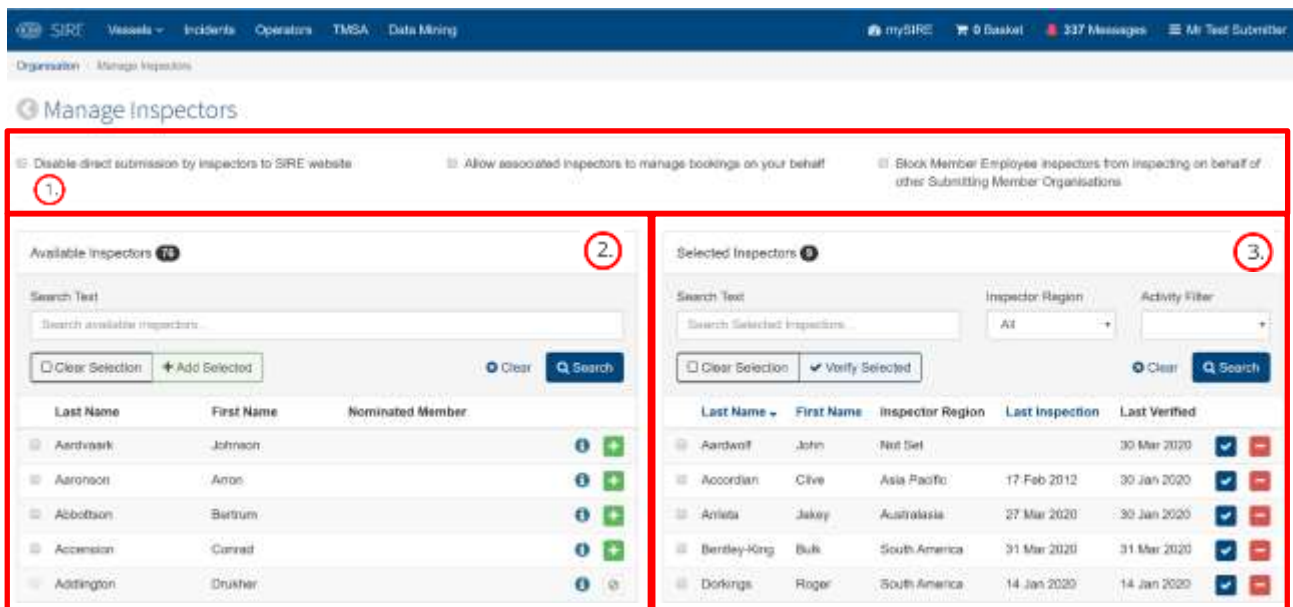 SIRE Vessels Incidents Operators TMSA Data Mining mySIRE 0 Basket 337 Messages Mr Test Submitter
Organisation / Manage Inspectors
Manage Inspectors
Disable direct submission by inspectors to SIRE website
Allow associated inspectors to manage bookings on your behalf
Block Member Employee inspectors from inspecting on behalf of
other Submitting Member Organisations
1.
Available Inspectors 76
2.
Search Text
Search available inspectors...
Clear Selection Add Selected Clear Search
Last Name First Name Nominated Member
Aardvaark Johnson
Aaronson Arron
Abbottson Bertrum
Accension Conrad
Addington Drukher
Selected Inspectors 9
3.
Search Text Inspector Region Activity Filter
Search Selected Inspectors... All
Clear Selection Verify Selected Clear Search
Last Name First Name Inspector Region Last Inspection Last Verified
Aardwolf John Not Set 30 Mar 2020
Accordian Clive Asia Pacific 17 Feb 2012 30 Jan 2020
Arrieta Jakey Australasia 27 Mar 2020 30 Jan 2020
Bentley-King Bulk South America 31 Mar 2020 31 Mar 2020
Dorkings Roger South America 14 Jan 2020 14 Jan 2020